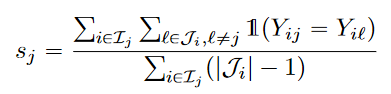 $$s_j = \frac{\sum_{i \in \mathcal{I}_j} \sum_{\ell \in \mathcal{J}_i, \ell \neq j} \mathbb{1}(Y_{ij} = Y_{i\ell})}{\sum_{i \in \mathcal{I}_j} (|\mathcal{J}_i| - 1)}$$